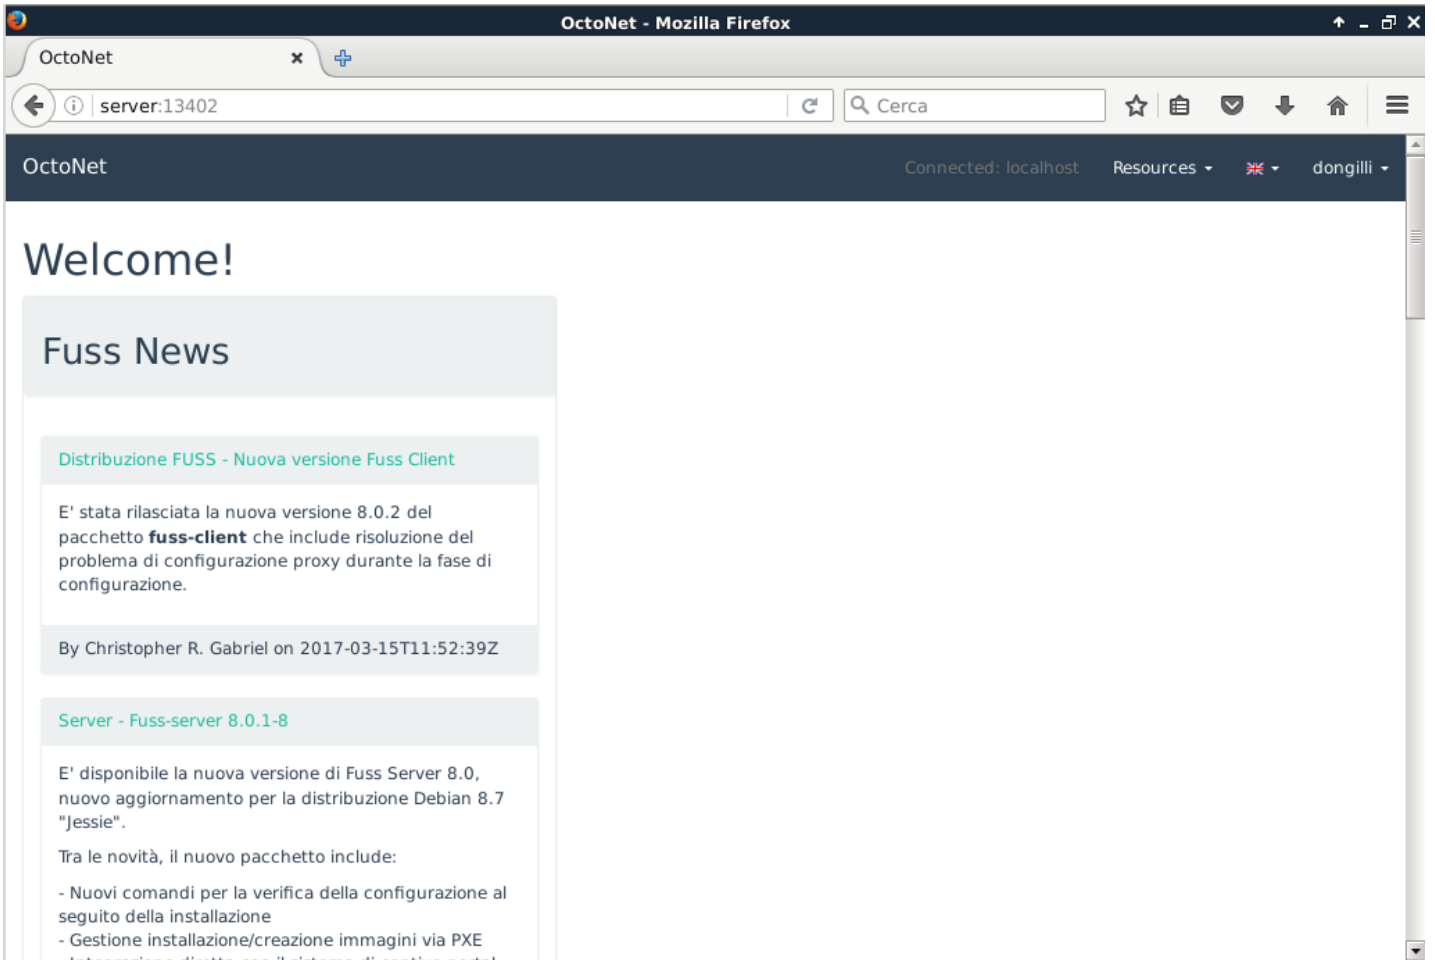 OctoNet - Mozilla Firefox
OctoNet
server:13402
Cerca
OctoNet
Connected: localhost
Resources
dongilli
Welcome!
Fuss News
Distribuzione FUSS - Nuova versione Fuss Client
E' stata rilasciata la nuova versione 8.0.2 del
pacchetto fuss-client che include risoluzione del
problema di configurazione proxy durante la fase di
configurazione.
By Christopher R. Gabriel on 2017-03-15T11:52:39Z
Server - Fuss-server 8.0.1-8
E' disponibile la nuova versione di Fuss Server 8.0,
nuovo aggiornamento per la distribuzione Debian 8.7
"Jessie".
Tra le novità, il nuovo pacchetto include:
- Nuovi comandi per la verifica della configurazione al
seguito della installazione
- Gestione installazione/creazione immagini via PXE